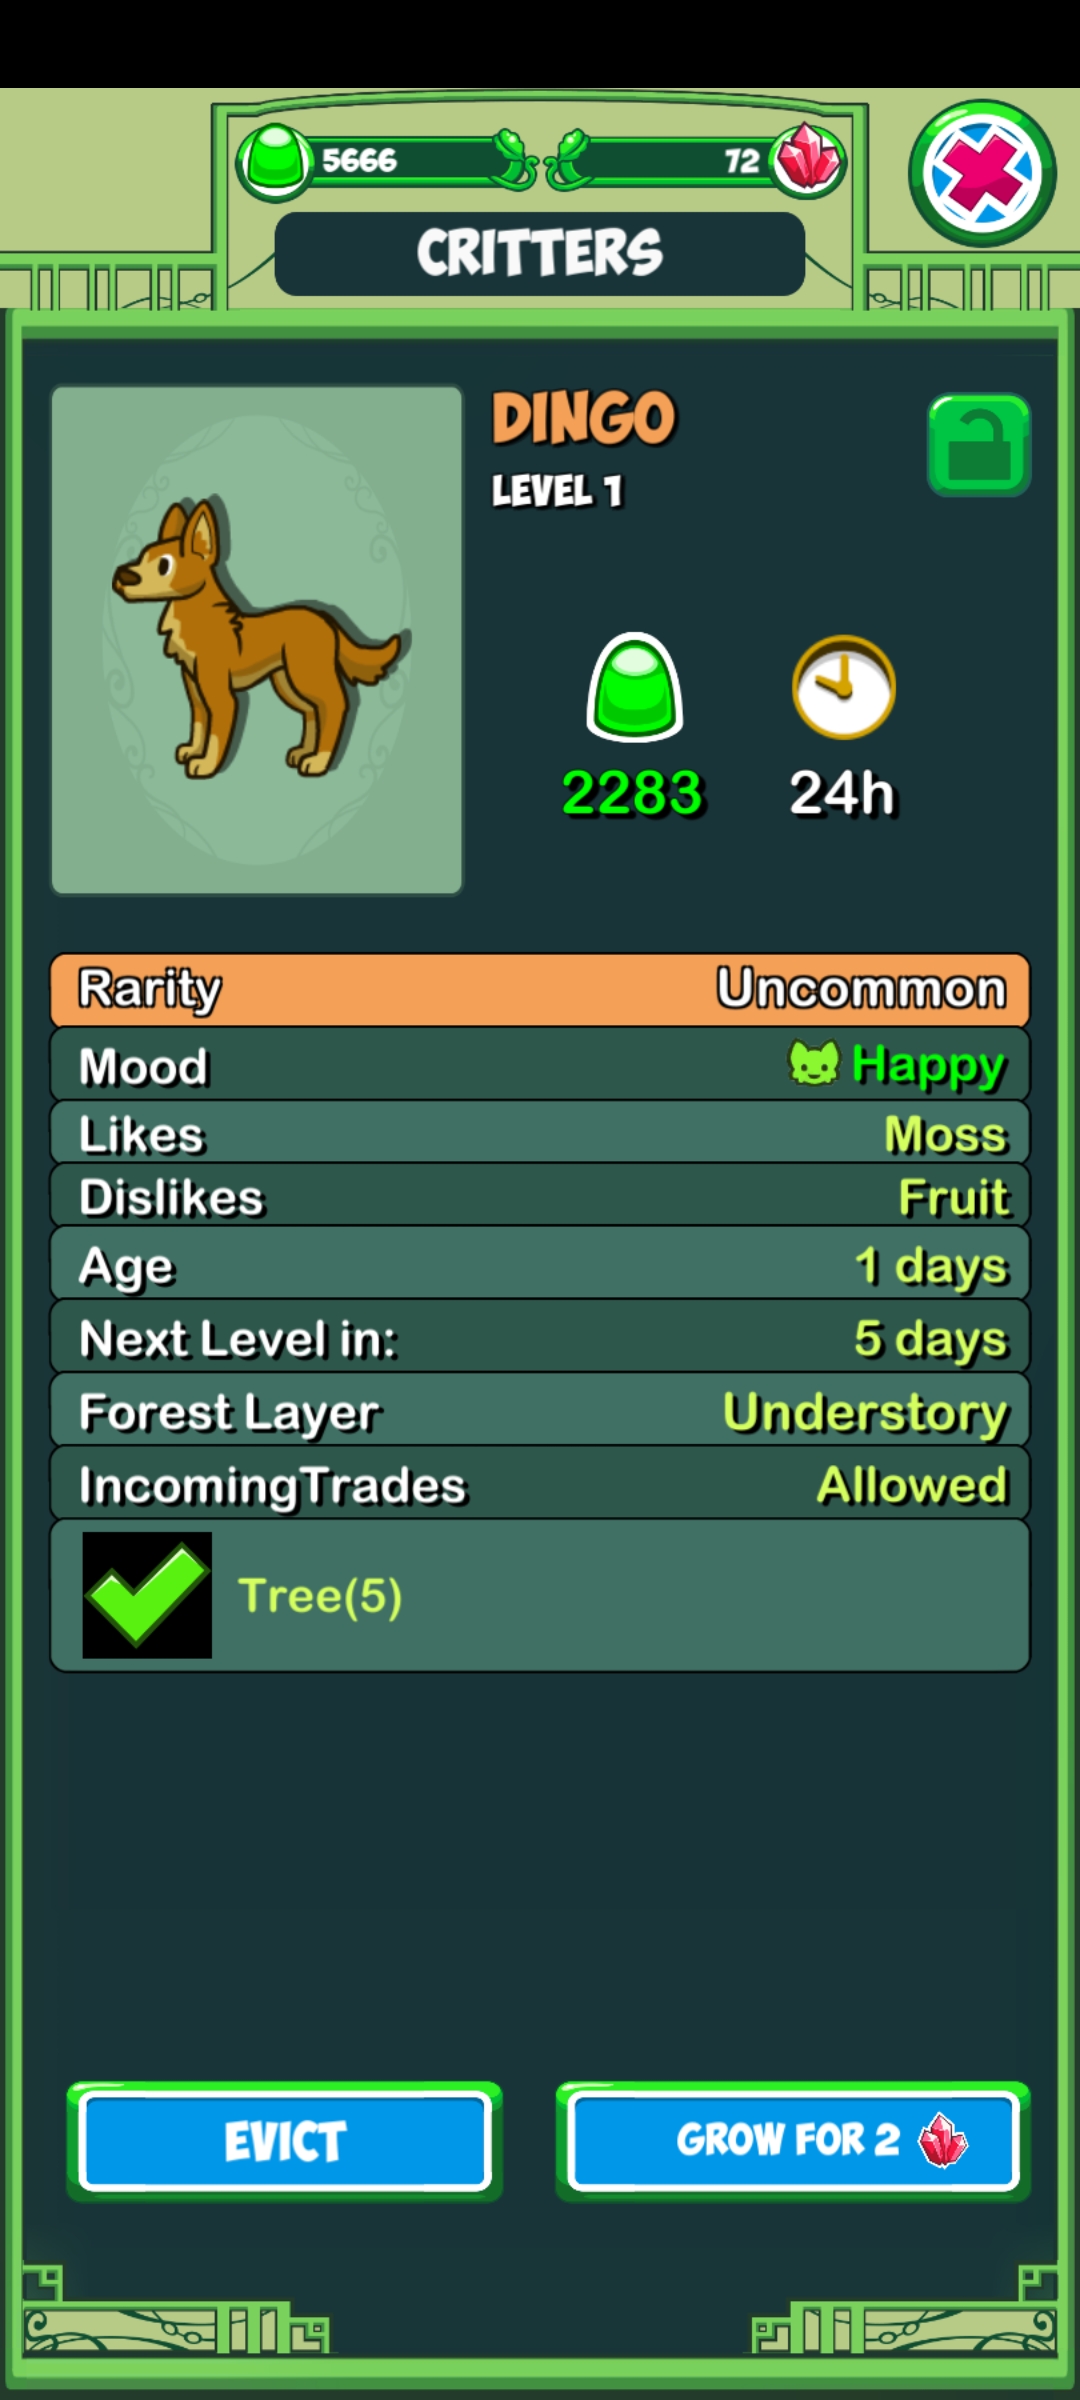 5666
72
CRITTERS
DINGO
LEVEL 1
2283
24h
Rarity Uncommon
Mood Happy
Likes Moss
Dislikes Fruit
Age 1 days
Next Level in: 5 days
Forest Layer Understory
IncomingTrades Allowed
Tree(5)
EVICT
GROW FOR 2